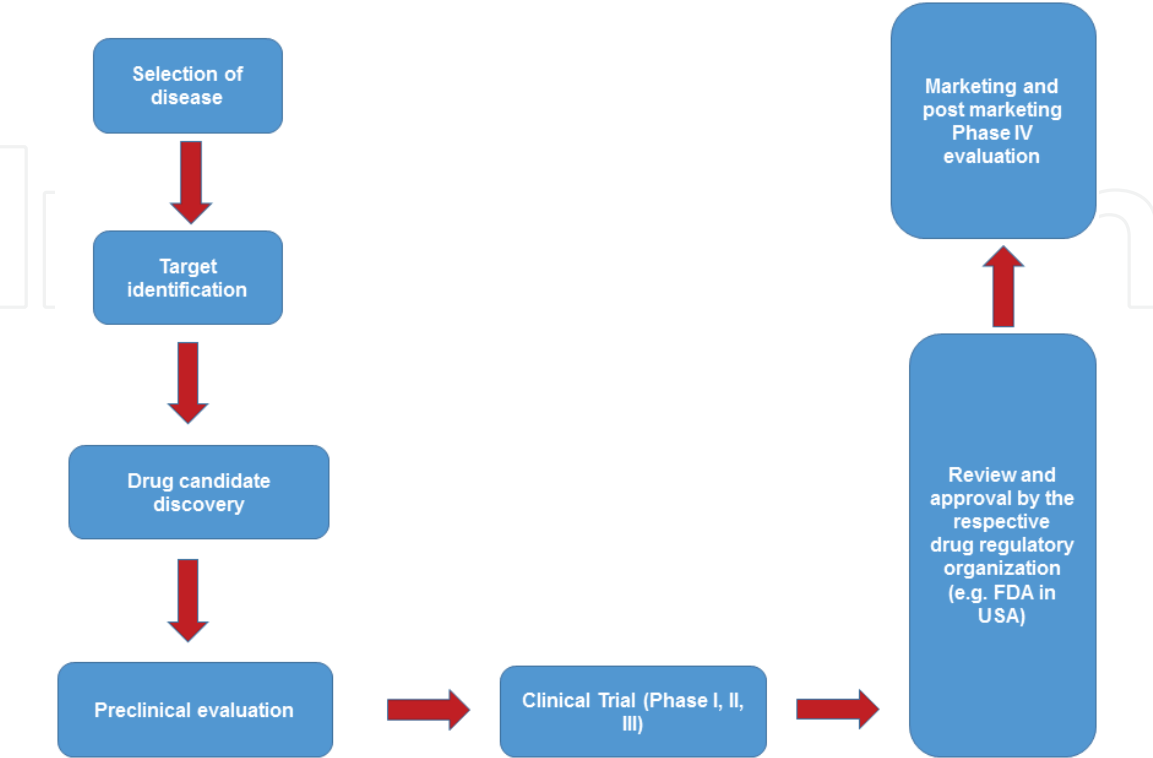 Selection of
disease
Target
identification
Drug candidate
discovery
Preclinical evaluation
Clinical Trial (Phase I, II,
III)
Review and
approval by the
respective
drug regulatory
organization
(e.g. FDA in
USA)
Marketing and
post marketing
Phase IV
evaluation